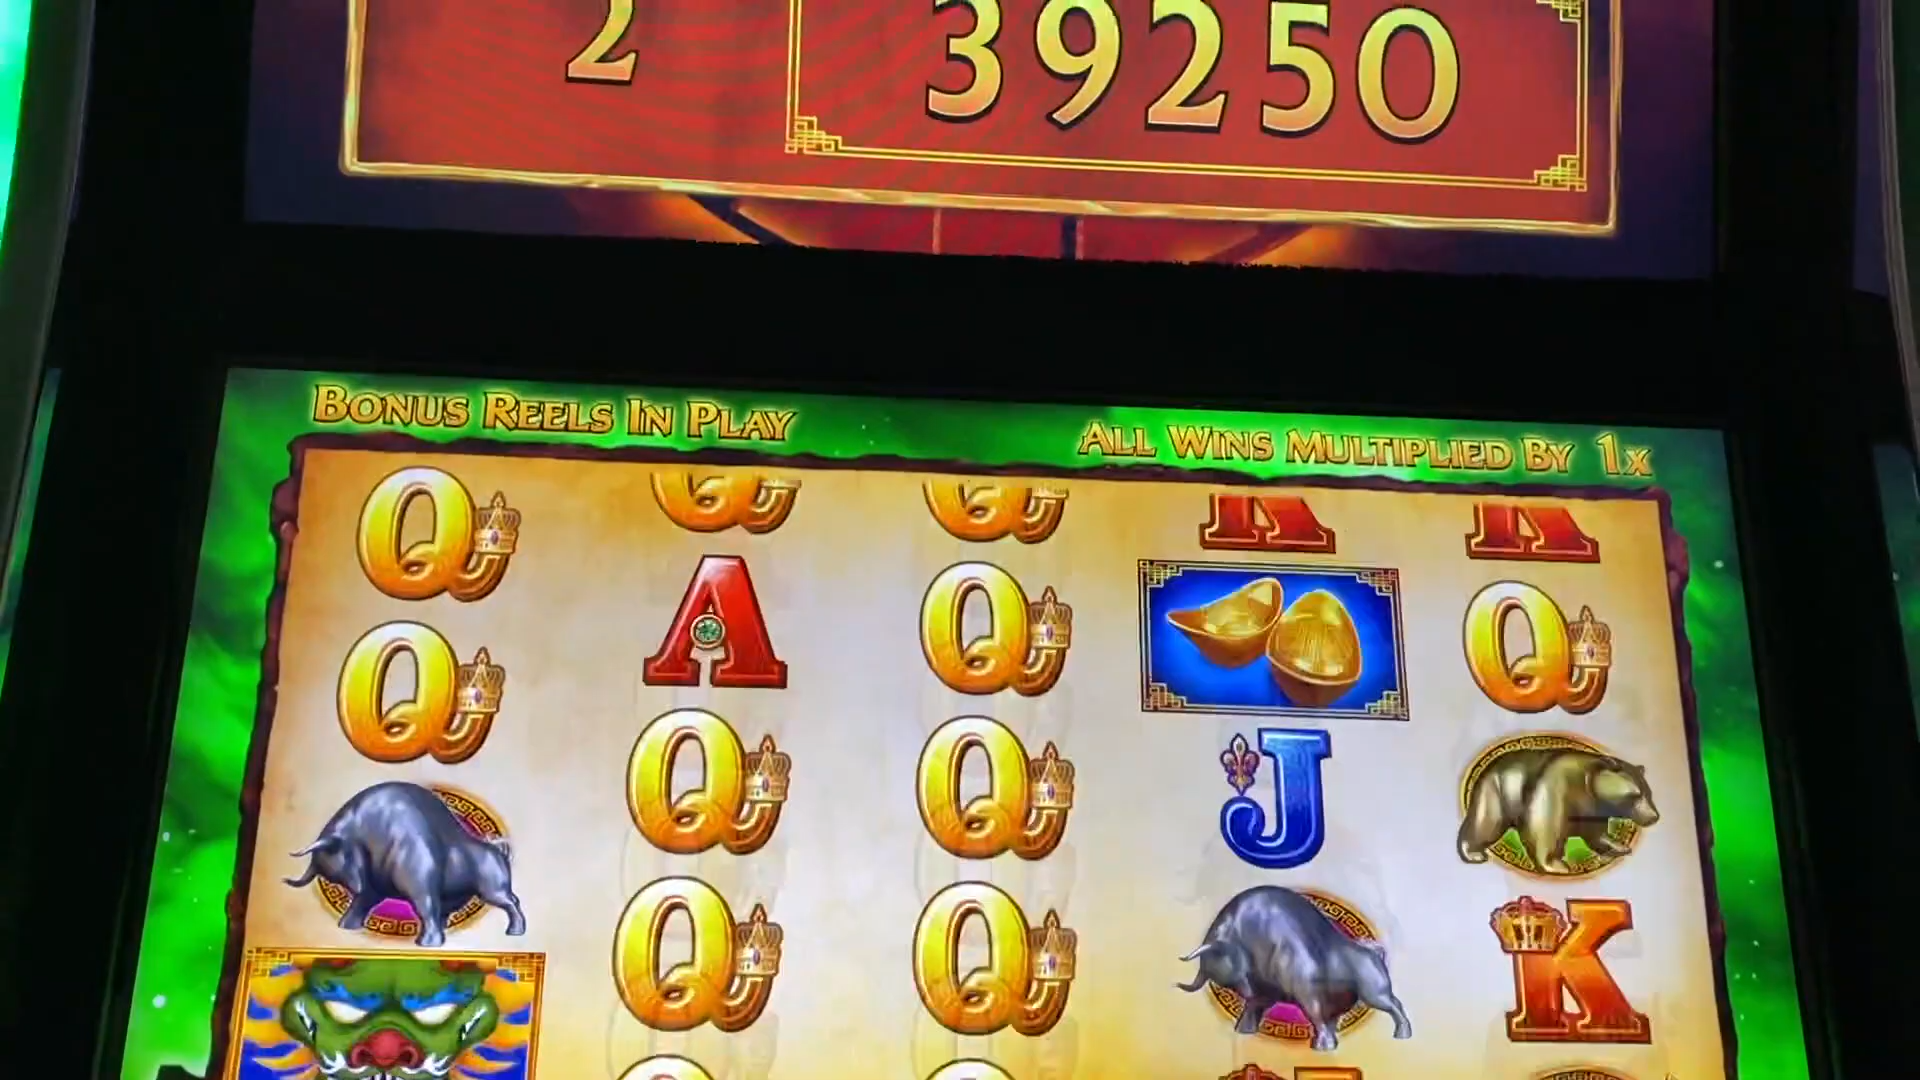 2 39250
BONUS REELS IN PLAY
ALL WINS MULTIPLIED BY 1x
Q Q Q K K
Q A Q Q
Q Q J
Q Q K